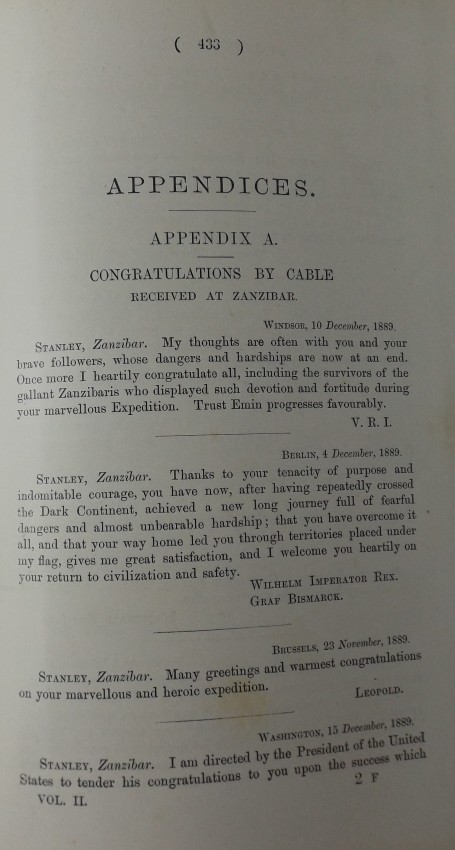 ( 433 )
APPENDICES.
APPENDIX A.
CONGRATULATIONS BY CABLE
RECEIVED AT ZANZIBAR.
WINDSOR, 10 December, 1889.
STANLEY, Zanzibar. My thoughts are often with you and your
brave followers, whose dangers and hardships are now at an end.
Once more I heartily congratulate all, including the survivors of the
gallant Zanzibaris who displayed such devotion and fortitude during
your marvellous Expedition. Trust Emin progresses favourably.
V. R. I.
BERLIN, 4 December, 1889.
STANLEY, Zanzibar. Thanks to your tenacity of purpose and
indomitable courage, you have now, after having repeatedly crossed
the Dark Continent, achieved a new long journey full of fearful
dangers and almost unbearable hardship; that you have overcome it
all, and that your way home led you through territories placed under
my flag, gives me great satisfaction, and I welcome you heartily on
your return to civilization and safety.
WILHELM IMPERATOR REX.
GRAF BISMARCK.
BRUSSELS, 23 November, 1889.
STANLEY, Zanzibar. Many greetings and warmest congratulations
on your marvellous and heroic expedition.
LEOPOLD.
WASHINGTON, 15 December, 1889.
STANLEY, Zanzibar. I am directed by the President of the United
States to tender his congratulations to you upon the success which
VOL. II. 2 F